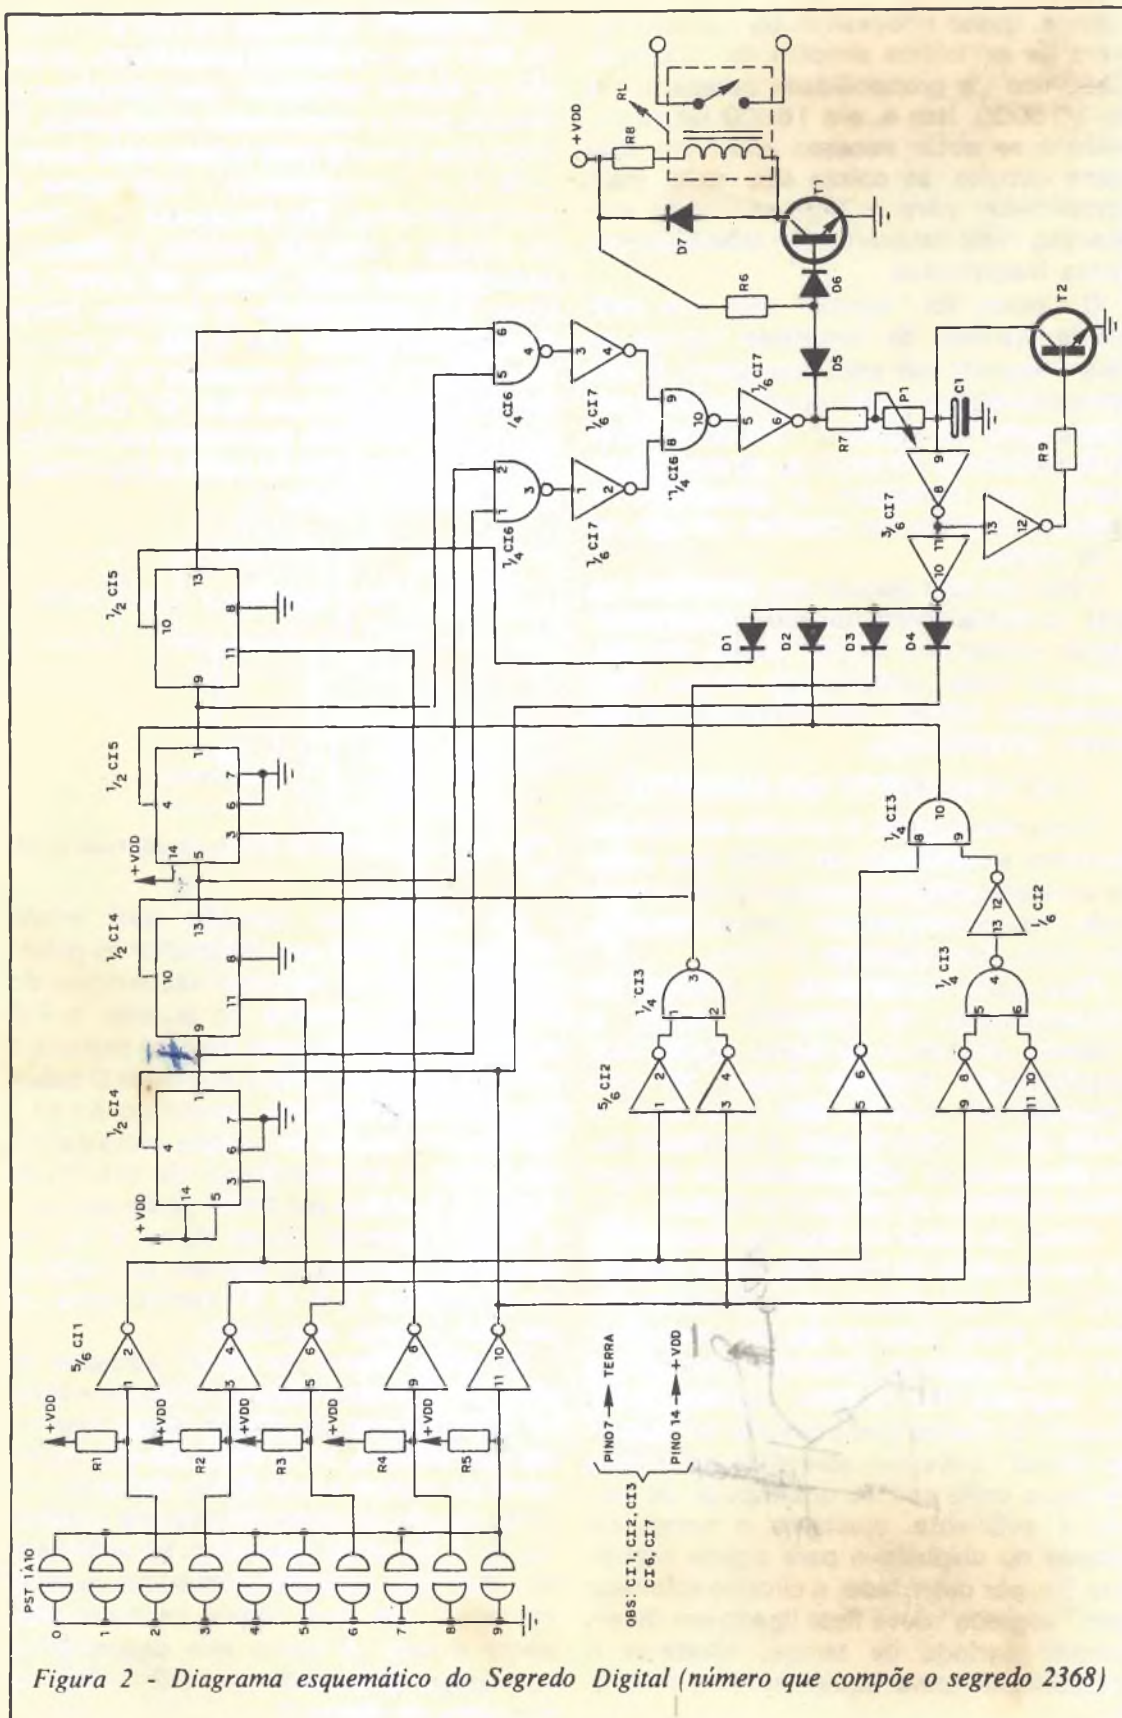 +VDD
R8
RL
D7
T1
R6
D6
D5
1/6 CI7
6
5
4
/4 CI6
3
4
1/6 CI7
9
8
10
1/4 CI6
5
6
R7
P1
C1
T2
R9
2
1
3
1/4 CI6
1
2
1/6 CI7
3/6 CI7
9
8
11
10
13
12
1/2 CI5
13
10
8
11
9
D1
D2
D3
D4
1/2 CI5
1
4
7
6
3
14
5
+VDD
1/2 CI4
13
10
8
11
9
1/2 CI4
1
4
7
6
3
14
5
+VDD
1/4 CI3
8
9
10
1/6 CI2
13
12
1/4 CI3
1
2
3
1/4 CI3
5
6
4
5/6 CI2
1
2
3
4
5
6
9
8
11
10
5/6 CI1
1
2
3
4
5
6
9
8
11
10
+VDD
R1
+VDD
R2
+VDD
R3
+VDD
R4
+VDD
R5
PST 1A10
0
1
2
3
4
5
6
7
8
9
OBS: CI1, CI2, CI3
CI6, CI7
PINO 7 → TERRA
PINO 14 → +VDD
Figura 2 - Diagrama esquemático do Segredo Digital (número que compõe o segredo 2368)